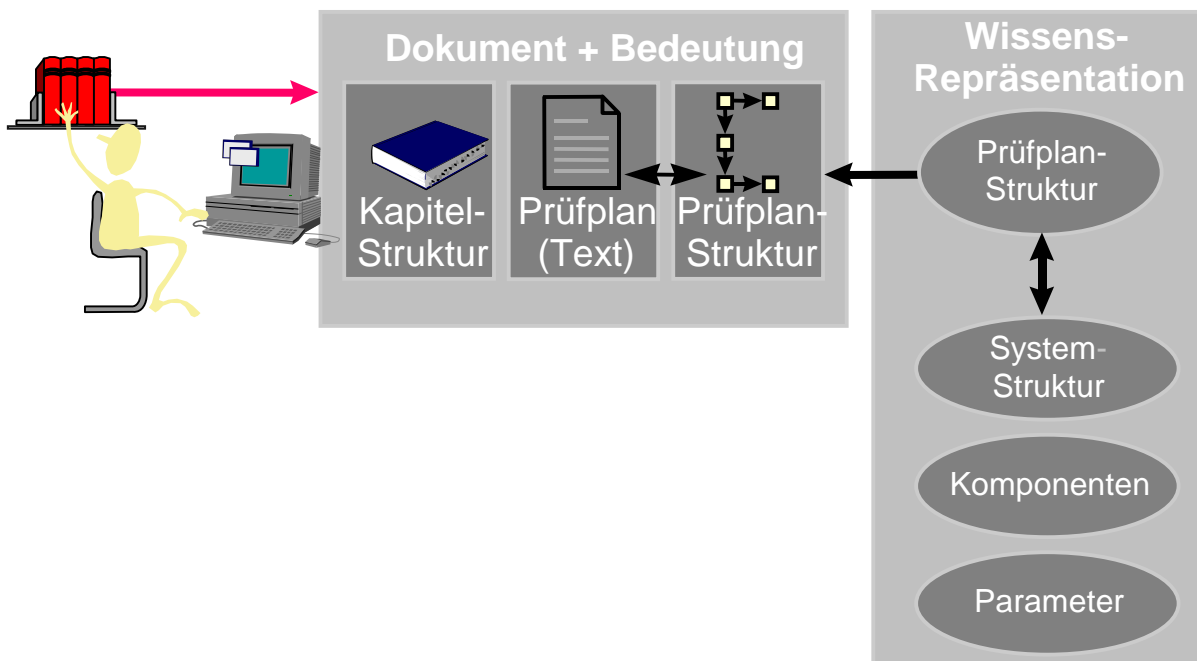 Dokument + Bedeutung
Kapitel-
Struktur
Prüfplan
(Text)
Prüfplan-
Struktur
Wissens-
Repräsentation
Prüfplan-
Struktur
System-
Struktur
Komponenten
Parameter